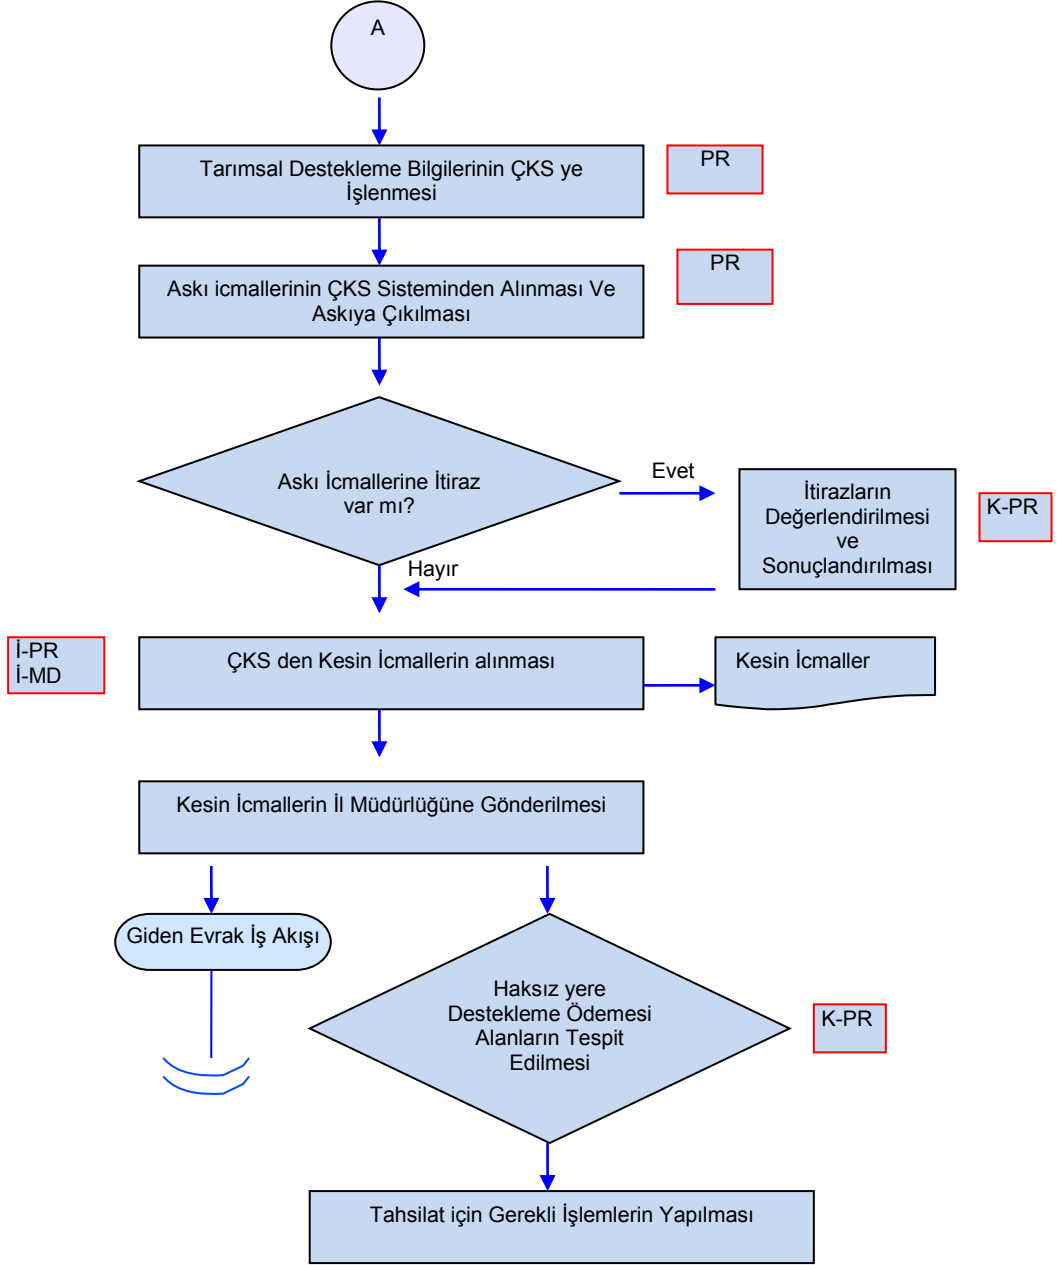 A
Tarımsal Destekleme Bilgilerinin ÇKS ye
İşlenmesi
PR
Askı icmallerinin ÇKS Sisteminden Alınması Ve
Askıya Çıkılması
PR
Askı İcmallerine İtiraz
var mı?
Evet
İtirazların
Değerlendirilmesi
ve
Sonuçlandırılması
K-PR
Hayır
İ-PR
İ-MD
ÇKS den Kesin İcmallerin alınması
Kesin İcmaller
Kesin İcmallerin İl Müdürlüğüne Gönderilmesi
Giden Evrak İş Akışı
Haksız yere
Destekleme Ödemesi
Alanların Tespit
Edilmesi
K-PR
Tahsilat için Gerekli İşlemlerin Yapılması